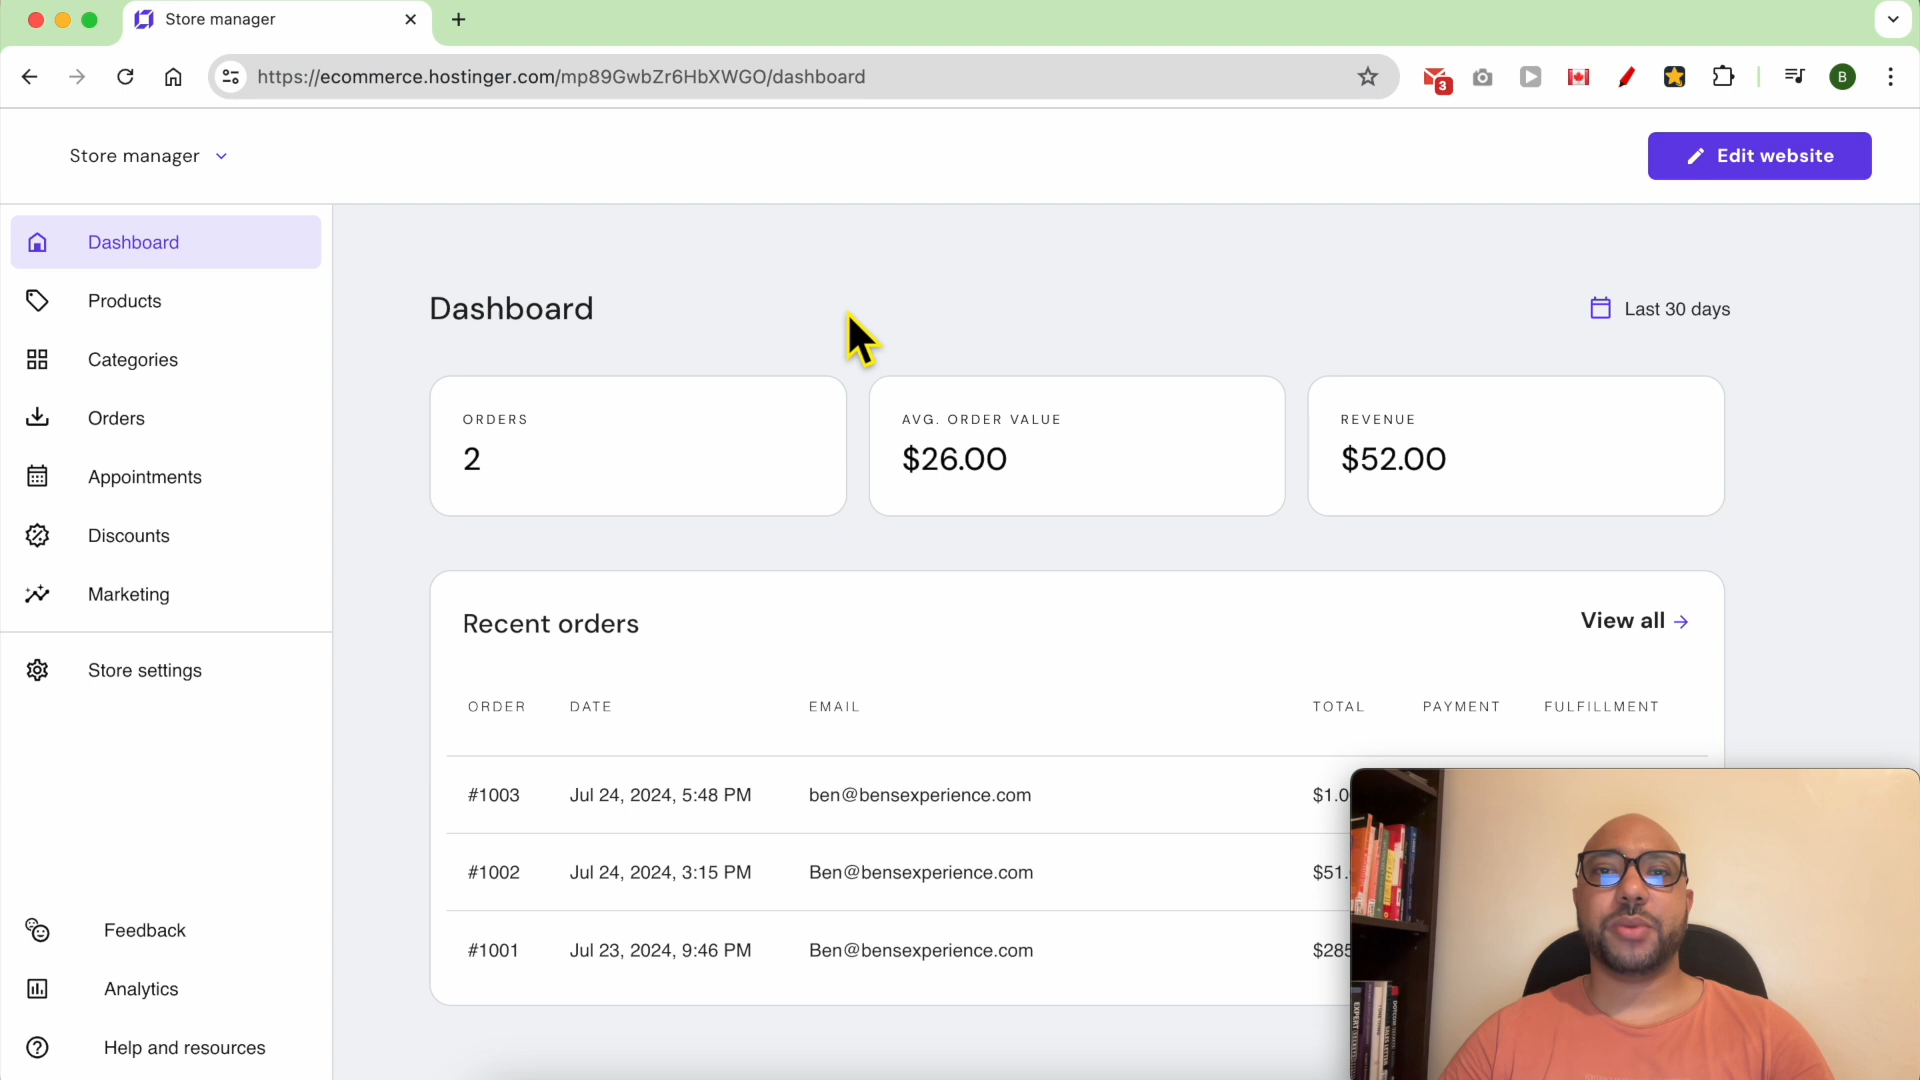 Store manager
https://ecommerce.hostinger.com/mp89GwbZr6HbXWGO/dashboard
3
B
Store manager
Edit website
Dashboard
Products
Categories
Orders
Appointments
Discounts
Marketing
Store settings
Feedback
Analytics
Help and resources
Dashboard
Last 30 days
ORDERS
2
AVG. ORDER VALUE
$26.00
REVENUE
$52.00
Recent orders
View all
ORDER DATE EMAIL TOTAL PAYMENT FULFILLMENT
#1003 Jul 24, 2024, 5:48 PM ben@bensexperience.com $1.0
#1002 Jul 24, 2024, 3:15 PM Ben@bensexperience.com $51.
#1001 Jul 23, 2024, 9:46 PM Ben@bensexperience.com $285
EXPERT